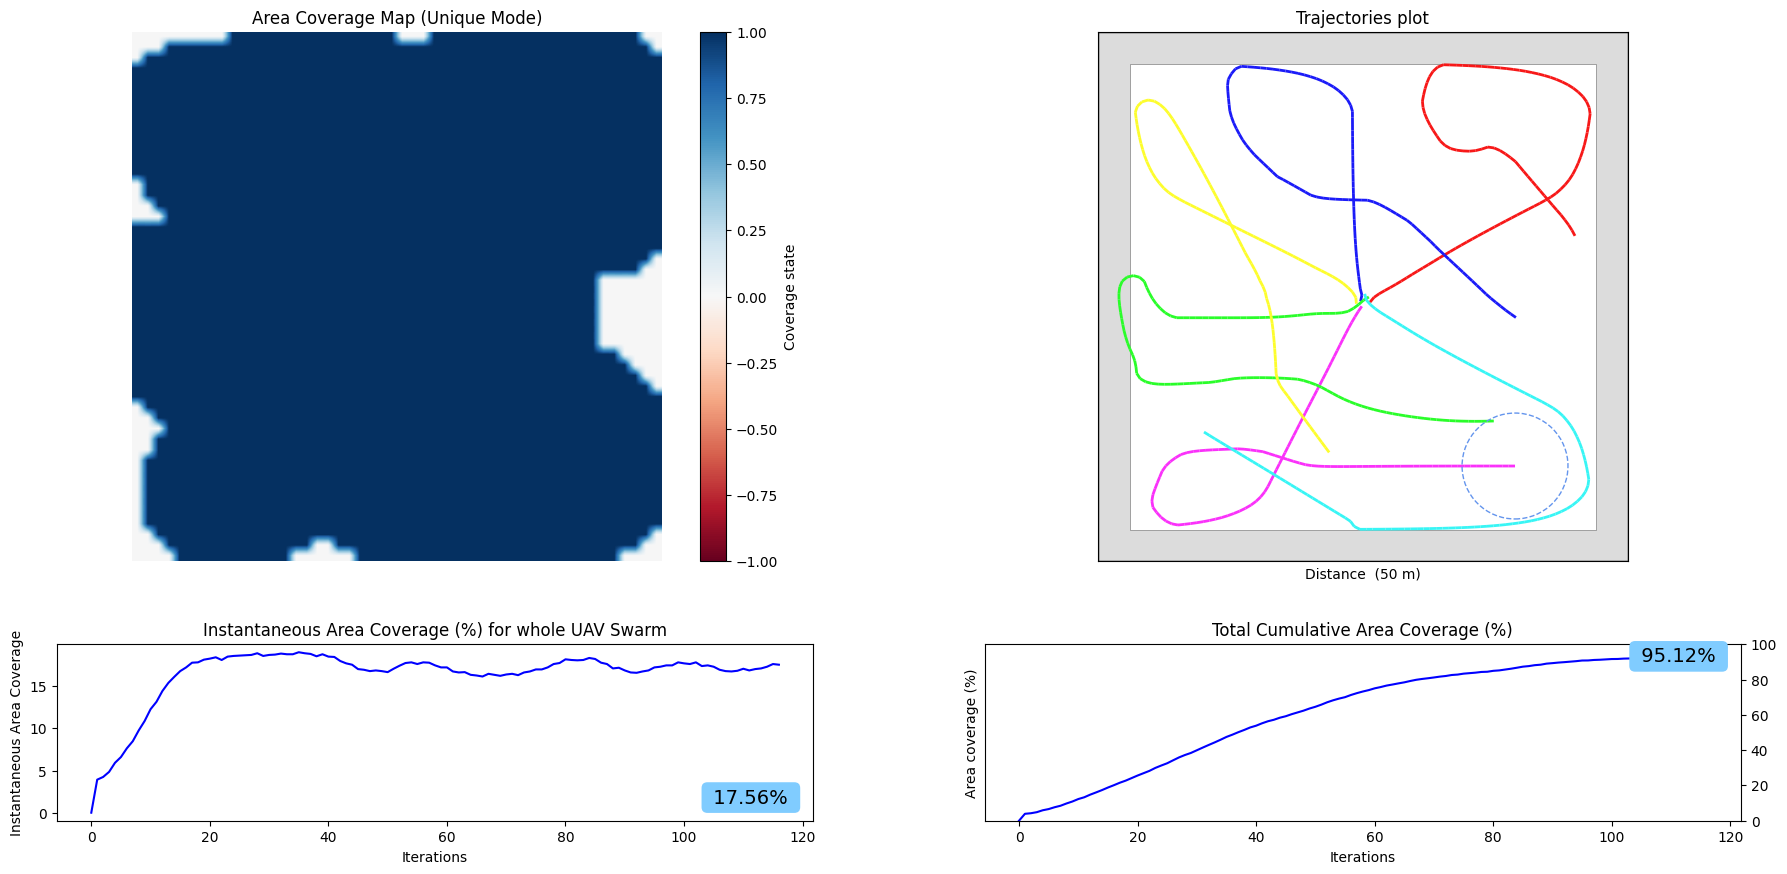 Area Coverage Map (Unique Mode)
1.00
0.75
0.50
0.25
0.00
−0.25
−0.50
−0.75
−1.00
Coverage state
Trajectories plot
Distance  (50 m)
Instantaneous Area Coverage (%) for whole UAV Swarm
Instantaneous Area Coverage
15
10
5
0
17.56%
0 20 40 60 80 100 120
Iterations
Total Cumulative Area Coverage (%)
Area coverage (%)
95.12%
100
80
60
40
20
0
0 20 40 60 80 100 120
Iterations